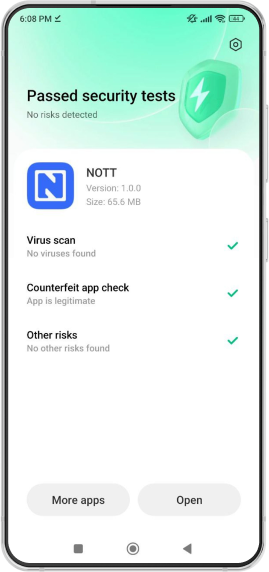 6:08 PM
44
Passed security tests
No risks detected
N
NOTT
Version: 1.0.0
Size: 65.6 MB
Virus scan
No viruses found
Counterfeit app check
App is legitimate
Other risks
No other risks found
More apps
Open